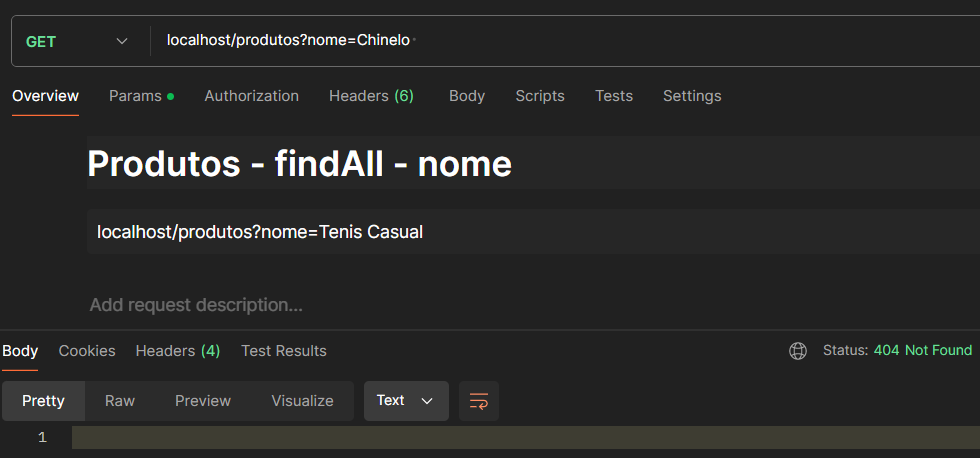 GET localhost/produtos?nome=Chinelo
Overview Params Authorization Headers (6) Body Scripts Tests Settings
Produtos - findAll - nome
localhost/produtos?nome=Tenis Casual
Add request description...
Body Cookies Headers (4) Test Results Status: 404 Not Found
Pretty Raw Preview Visualize Text
1